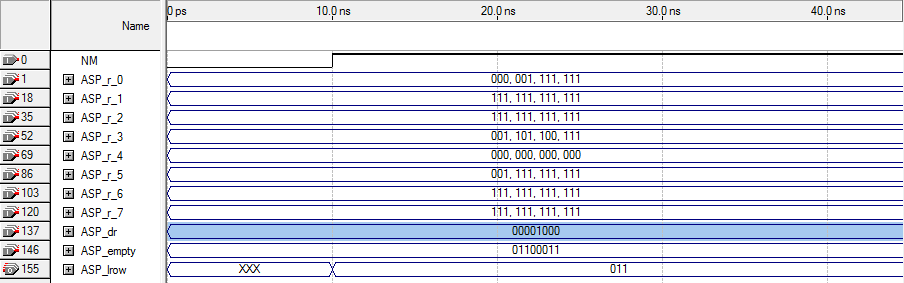 Name 0 ps 10.0 ns 20.0 ns 30.0 ns 40.0 ns
0 NM
1 ASP_r_0 000, 001, 111, 111
18 ASP_r_1 111, 111, 111, 111
35 ASP_r_2 111, 111, 111, 111
52 ASP_r_3 001, 101, 100, 111
69 ASP_r_4 000, 000, 000, 000
86 ASP_r_5 001, 111, 111, 111
103 ASP_r_6 111, 111, 111, 111
120 ASP_r_7 111, 111, 111, 111
137 ASP_dr 00001000
146 ASP_empty 01100011
155 ASP_lrow XXX 011